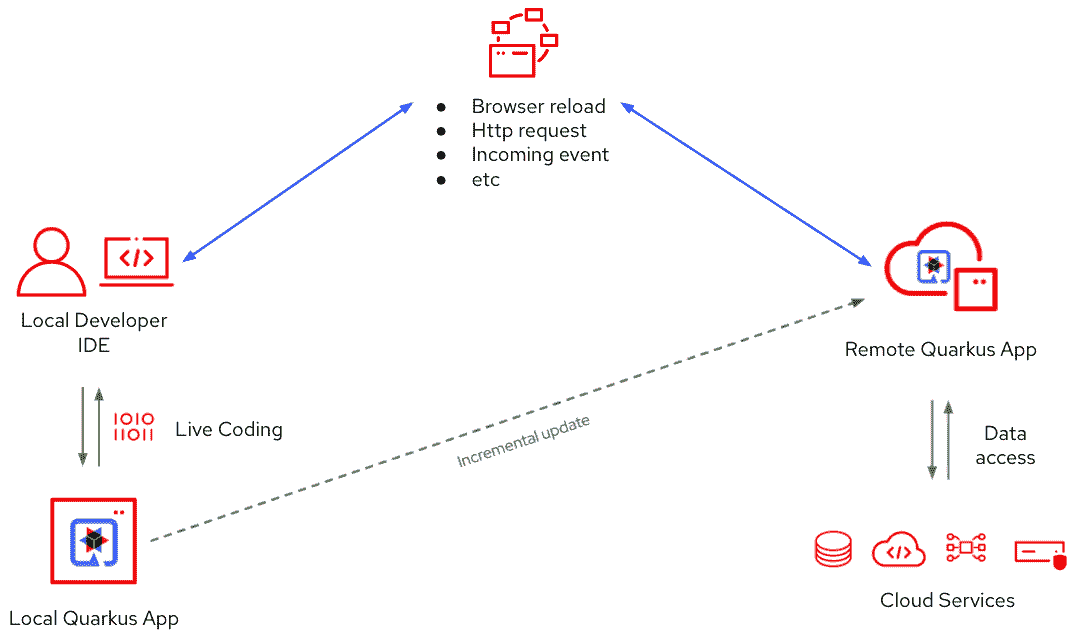 Browser reload
Http request
Incoming event
etc
Local Developer
IDE
Remote Quarkus App
Live Coding
Incremental update
Data
access
1010
11011
Local Quarkus App
Cloud Services